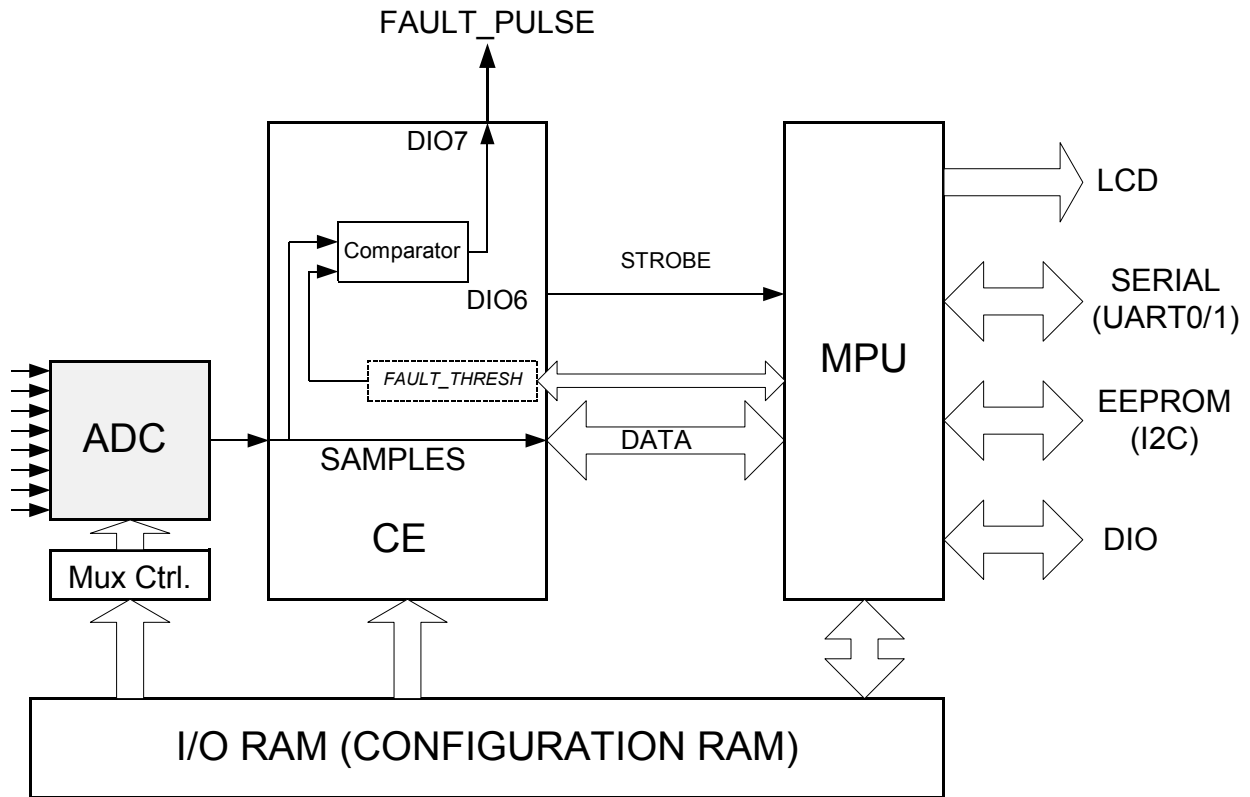 FAULT_PULSE
DIO7
LCD
Comparator
STROBE
DIO6
SERIAL
(UART0/1)
MPU
FAULT_THRESH
EEPROM
(I2C)
ADC
DATA
SAMPLES
CE
DIO
Mux Ctrl.
I/O RAM (CONFIGURATION RAM)